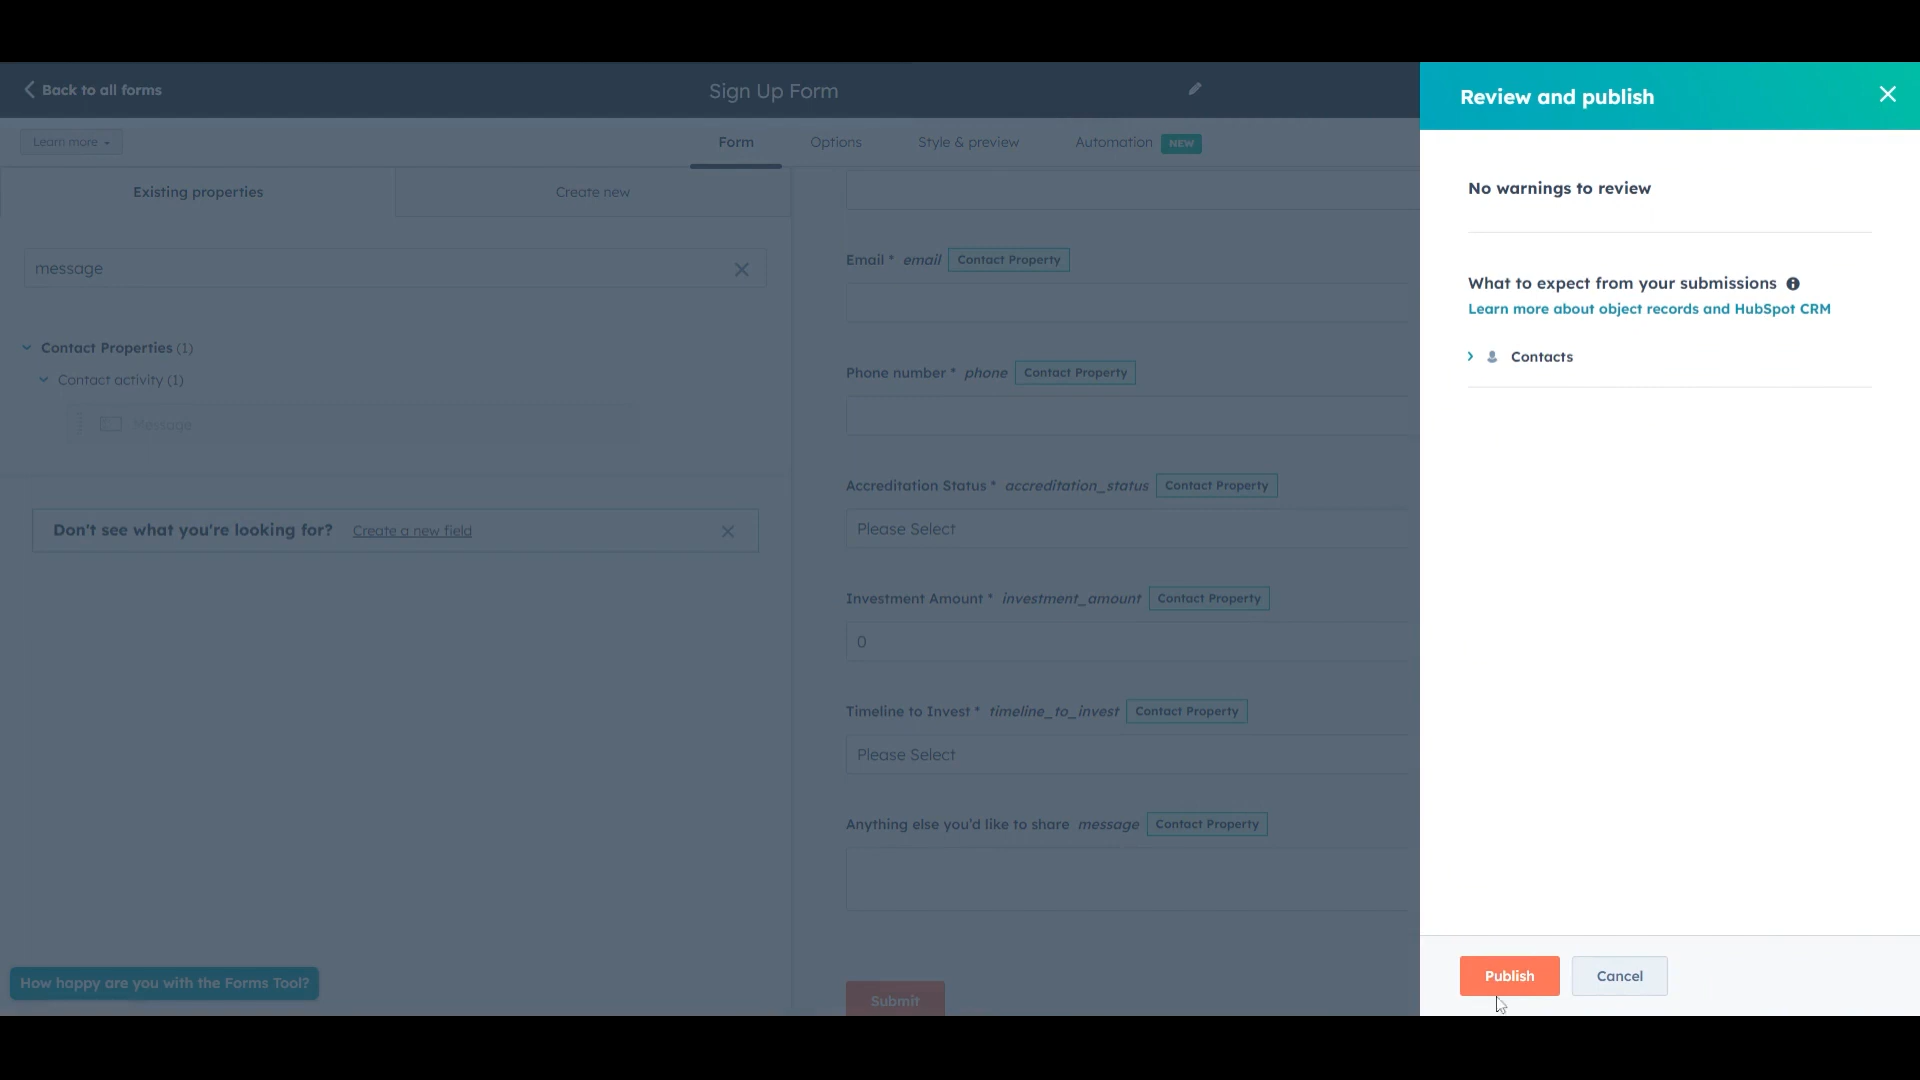 Back to all forms
Sign Up Form
Learn more
Form
Options
Style & preview
Automation NEW
Existing properties
Create new
message
Contact Properties (1)
Contact activity (1)
Message
Don't see what you're looking for? Create a new field
How happy are you with the Forms Tool?
Email * email Contact Property
Phone number * phone Contact Property
Accreditation Status * accreditation_status Contact Property
Please Select
Investment Amount * investment_amount Contact Property
0
Timeline to Invest * timeline_to_invest Contact Property
Please Select
Anything else you'd like to share message Contact Property
Submit
Review and publish
No warnings to review
What to expect from your submissions
Learn more about object records and HubSpot CRM
Contacts
Publish
Cancel